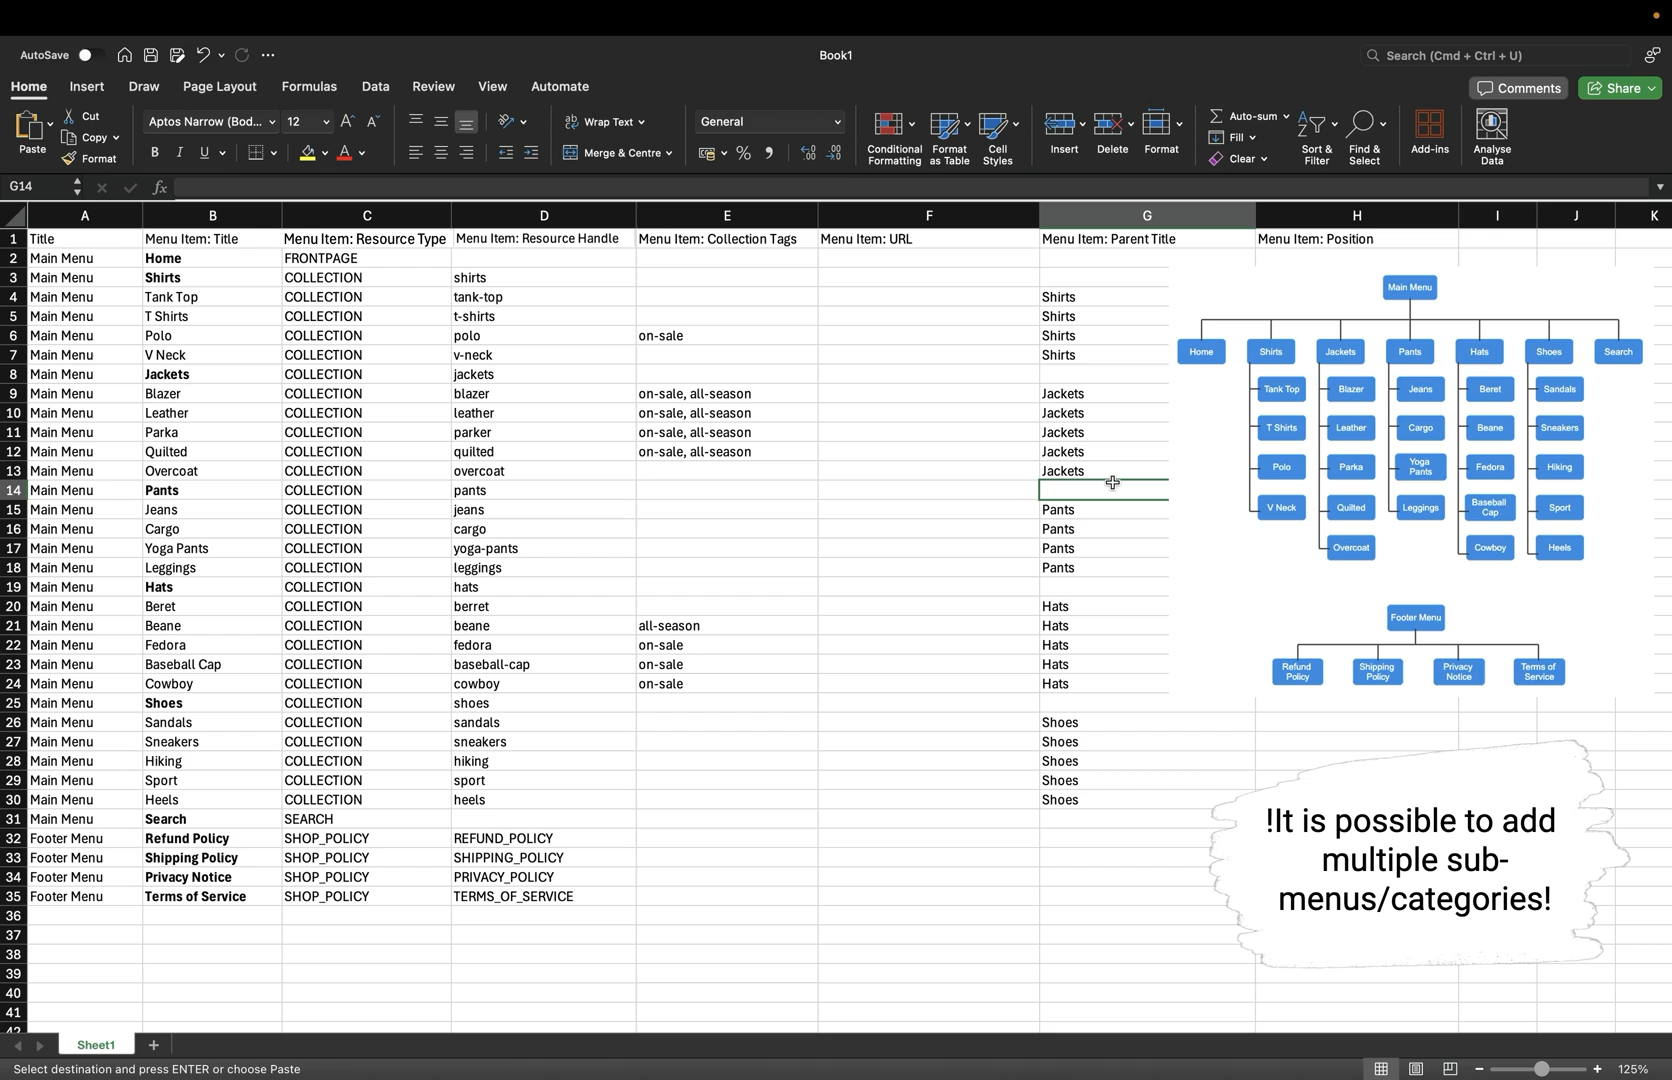 AutoSave
Book1
Search (Cmd + Ctrl + U)
Home Insert Draw Page Layout Formulas Data Review View Automate
Comments Share
Paste
Cut
Copy
Format
Aptos Narrow (Bod... 12
B I U
Wrap Text
Merge & Centre
General
Conditional Formatting
Format as Table
Cell Styles
Insert Delete Format
Auto-sum
Fill
Clear
Sort & Filter
Find & Select
Add-ins
Analyse Data
G14 fx
A B C D E F G H I J K
1 Title Menu Item: Title Menu Item: Resource Type Menu Item: Resource Handle Menu Item: Collection Tags Menu Item: URL Menu Item: Parent Title Menu Item: Position
2 Main Menu Home FRONTPAGE
3 Main Menu Shirts COLLECTION shirts
4 Main Menu Tank Top COLLECTION tank-top Shirts
5 Main Menu T Shirts COLLECTION t-shirts Shirts
6 Main Menu Polo COLLECTION polo on-sale Shirts
7 Main Menu V Neck COLLECTION v-neck Shirts
8 Main Menu Jackets COLLECTION jackets
9 Main Menu Blazer COLLECTION blazer on-sale, all-season Jackets
10 Main Menu Leather COLLECTION leather on-sale, all-season Jackets
11 Main Menu Parka COLLECTION parker on-sale, all-season Jackets
12 Main Menu Quilted COLLECTION quilted on-sale, all-season Jackets
13 Main Menu Overcoat COLLECTION overcoat Jackets
14 Main Menu Pants COLLECTION pants
15 Main Menu Jeans COLLECTION jeans Pants
16 Main Menu Cargo COLLECTION cargo Pants
17 Main Menu Yoga Pants COLLECTION yoga-pants Pants
18 Main Menu Leggings COLLECTION leggings Pants
19 Main Menu Hats COLLECTION hats
20 Main Menu Beret COLLECTION berret Hats
21 Main Menu Beane COLLECTION beane all-season Hats
22 Main Menu Fedora COLLECTION fedora on-sale Hats
23 Main Menu Baseball Cap COLLECTION baseball-cap on-sale Hats
24 Main Menu Cowboy COLLECTION cowboy on-sale Hats
25 Main Menu Shoes COLLECTION shoes
26 Main Menu Sandals COLLECTION sandals Shoes
27 Main Menu Sneakers COLLECTION sneakers Shoes
28 Main Menu Hiking COLLECTION hiking Shoes
29 Main Menu Sport COLLECTION sport Shoes
30 Main Menu Heels COLLECTION heels Shoes
31 Main Menu Search SEARCH
32 Footer Menu Refund Policy SHOP_POLICY REFUND_POLICY
33 Footer Menu Shipping Policy SHOP_POLICY SHIPPING_POLICY
34 Footer Menu Privacy Notice SHOP_POLICY PRIVACY_POLICY
35 Footer Menu Terms of Service SHOP_POLICY TERMS_OF_SERVICE
36
37
38
39
40
41
42
Main Menu
Home Shirts Jackets Pants Hats Shoes Search
Tank Top Blazer Jeans Beret Sandals
T Shirts Leather Cargo Beane Sneakers
Polo Parka Yoga Pants Fedora Hiking
V Neck Quilted Leggings Baseball Cap Sport
Overcoat Cowboy Heels
Footer Menu
Refund Policy Shipping Policy Privacy Notice Terms of Service
!It is possible to add
multiple sub-
menus/categories!
Sheet1 +
Select destination and press ENTER or choose Paste
125%